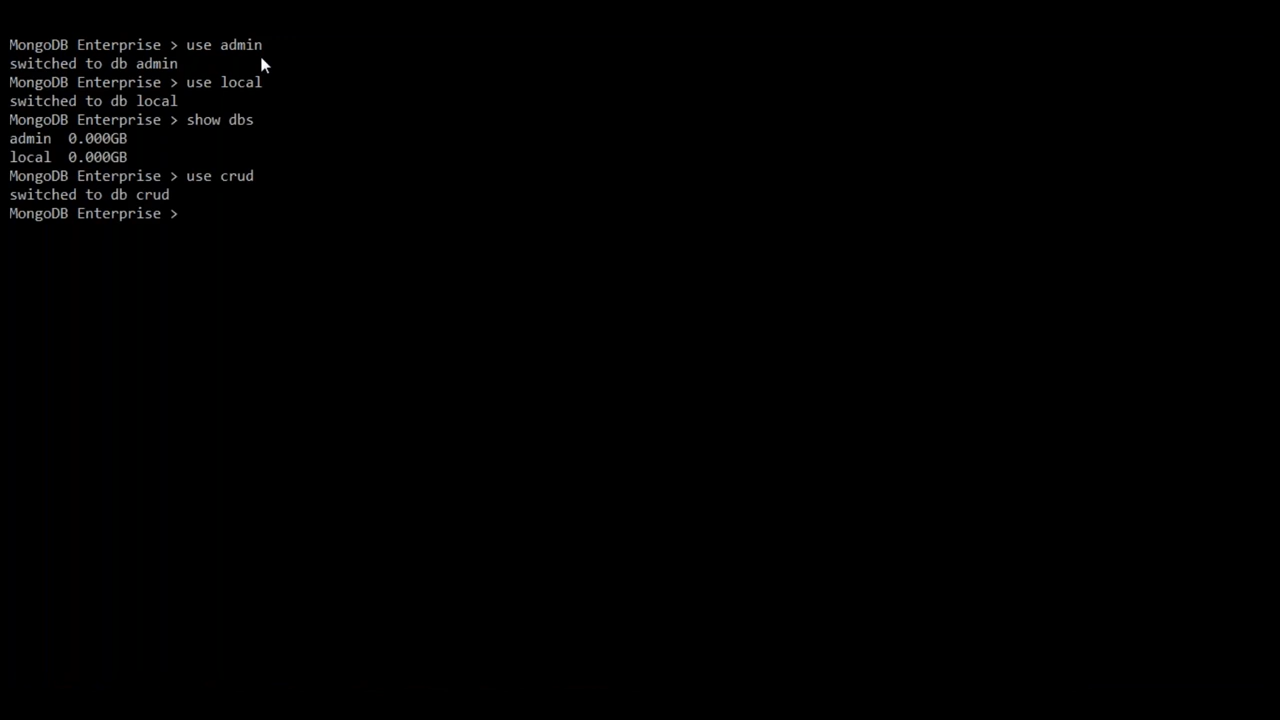 MongoDB Enterprise > use admin
switched to db admin
MongoDB Enterprise > use local
switched to db local
MongoDB Enterprise > show dbs
admin  0.000GB
local  0.000GB
MongoDB Enterprise > use crud
switched to db crud
MongoDB Enterprise >